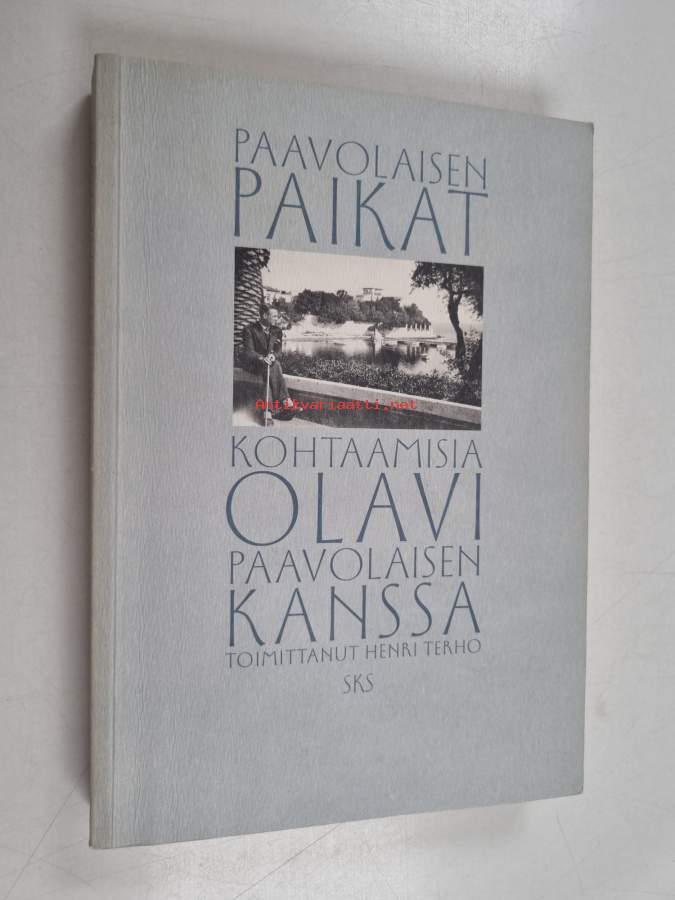 PAAVOLAISEN
PAIKAT
Antikvariaatti.net
KOHTAAMISIA
OLAVI
PAAVOLAISEN
KANSSA
TOIMITTANUT HENRI TERHO
SKS